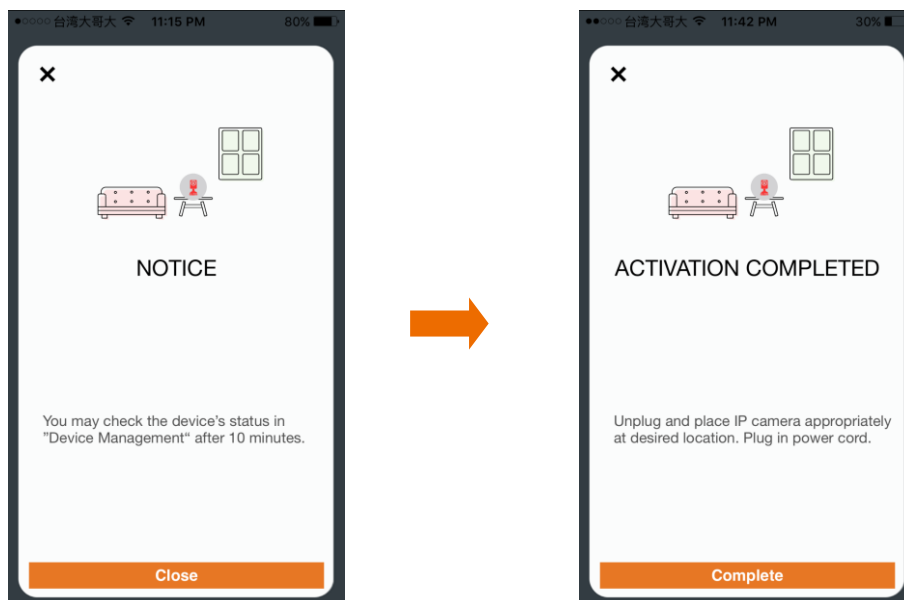 台湾大哥大 11:15 PM 80%
NOTICE
You may check the device's status in
"Device Management“ after 10 minutes.
Close
台湾大哥大 11:42 PM 30%
ACTIVATION COMPLETED
Unplug and place IP camera appropriately
at desired location. Plug in power cord.
Complete